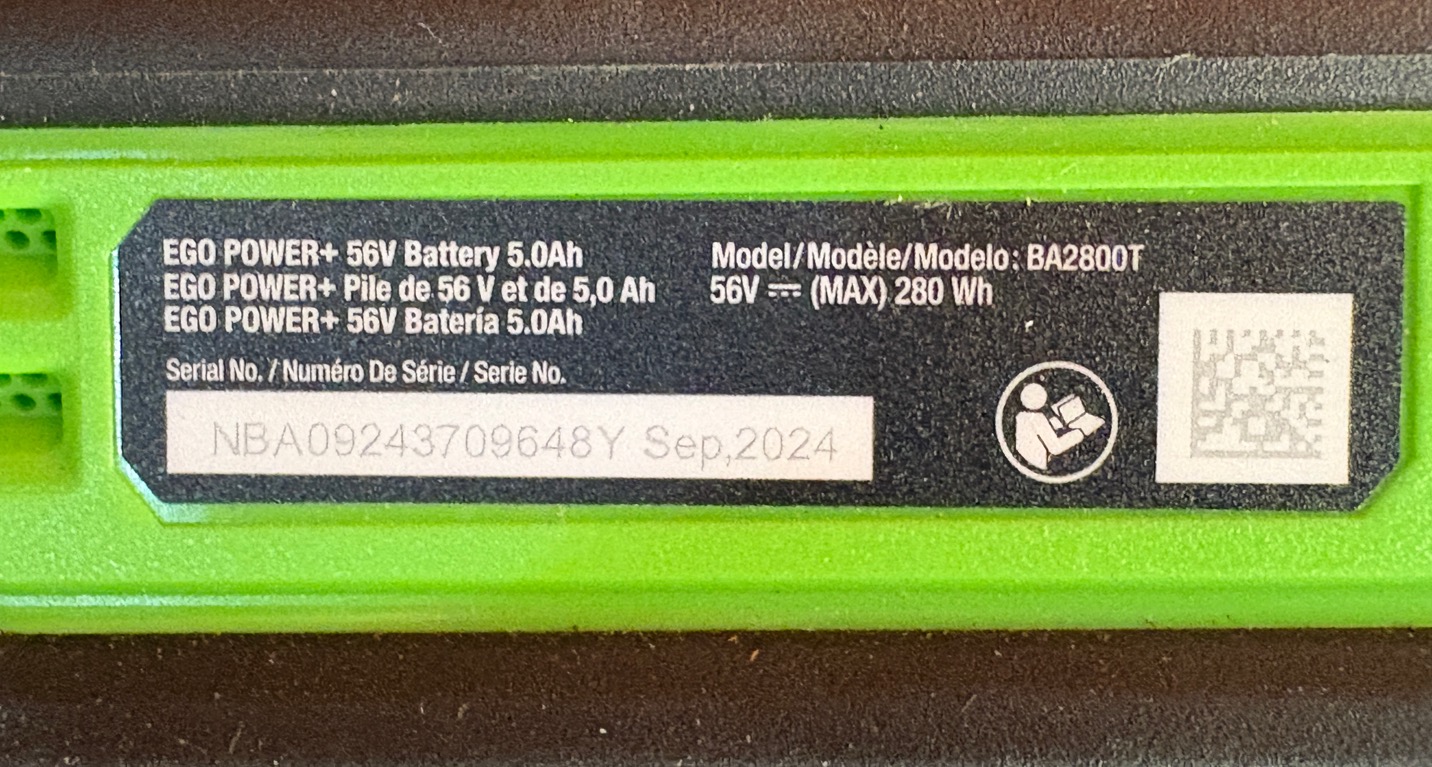 EGO POWER+ 56V Battery 5.0Ah
EGO POWER+ Pile de 56 V et de 5,0 Ah
EGO POWER+ 56V Batería 5.0Ah
Model/Modèle/Modelo: BA2800T
56V ⎓ (MAX) 280 Wh
Serial No. / Numéro De Série / Serie No.
NBA09243709648Y Sep,2024